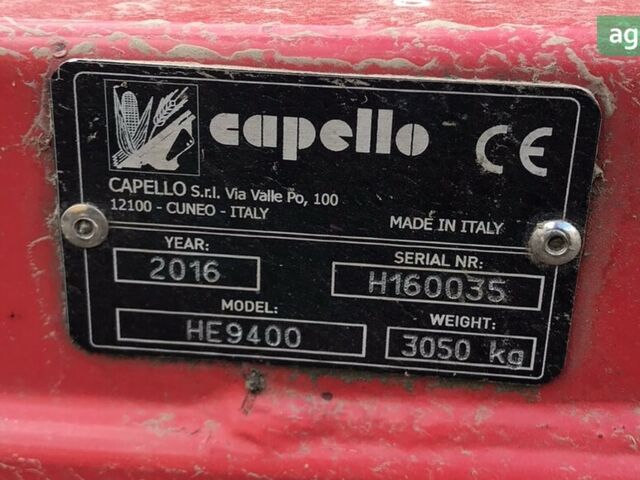 ag
capello CE
CAPELLO S.r.l. Via Valle Po, 100
12100 - CUNEO - ITALY
MADE IN ITALY
YEAR:
2016
SERIAL NR:
H160035
MODEL:
HE9400
WEIGHT:
3050 kg